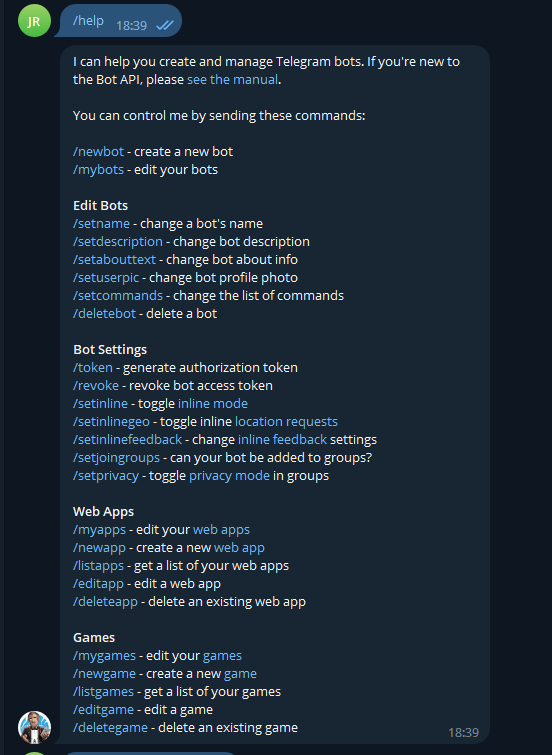 JR
/help
18:39
I can help you create and manage Telegram bots. If you're new to
the Bot API, please see the manual.
You can control me by sending these commands:
/newbot - create a new bot
/mybots - edit your bots
Edit Bots
/setname - change a bot's name
/setdescription - change bot description
/setabouttext - change bot about info
/setuserpic - change bot profile photo
/setcommands - change the list of commands
/deletebot - delete a bot
Bot Settings
/token - generate authorization token
/revoke - revoke bot access token
/setinline - toggle inline mode
/setinlinegeo - toggle inline location requests
/setinlinefeedback - change inline feedback settings
/setjoingroups - can your bot be added to groups?
/setprivacy - toggle privacy mode in groups
Web Apps
/myapps - edit your web apps
/newapp - create a new web app
/listapps - get a list of your web apps
/editapp - edit a web app
/deleteapp - delete an existing web app
Games
/mygames - edit your games
/newgame - create a new game
/listgames - get a list of your games
/editgame - edit a game
/deletegame - delete an existing game
18:39